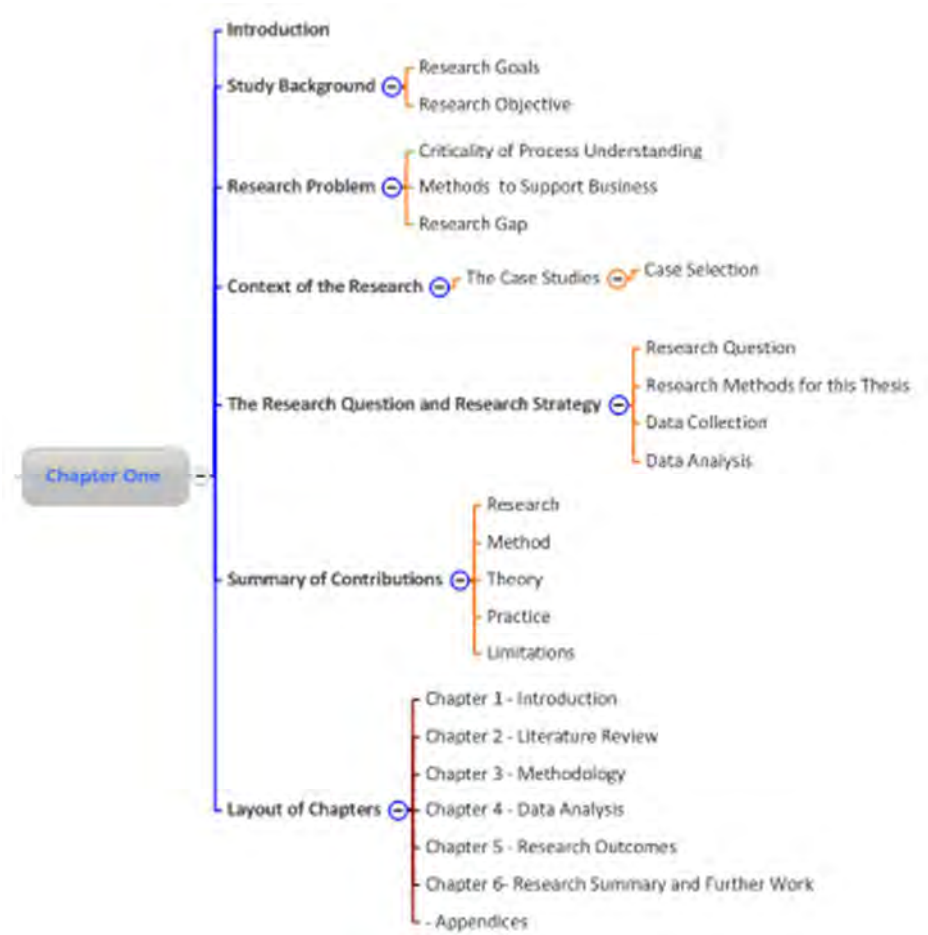 Introduction
Study Background
Research Goals
Research Objective
Research Problem
Criticality of Process Understanding
Methods to Support Business
Research Gap
Context of the Research
The Case Studies
Case Selection
The Research Question and Research Strategy
Research Question
Research Methods for this Thesis
Data Collection
Data Analysis
Chapter One
Summary of Contributions
Research
Method
Theory
Practice
Limitations
Layout of Chapters
Chapter 1 - Introduction
Chapter 2 - Literature Review
Chapter 3 - Methodology
Chapter 4 - Data Analysis
Chapter 5 - Research Outcomes
Chapter 6- Research Summary and Further Work
- Appendices